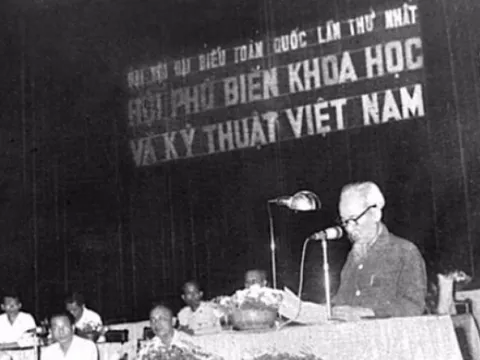 ĐẠI HỘI ĐẠI BIỂU TOÀN QUỐC LẦN THỨ NHẤT
HỘI PHỔ BIẾN KHOA HỌC
VÀ KỸ THUẬT VIỆT NAM